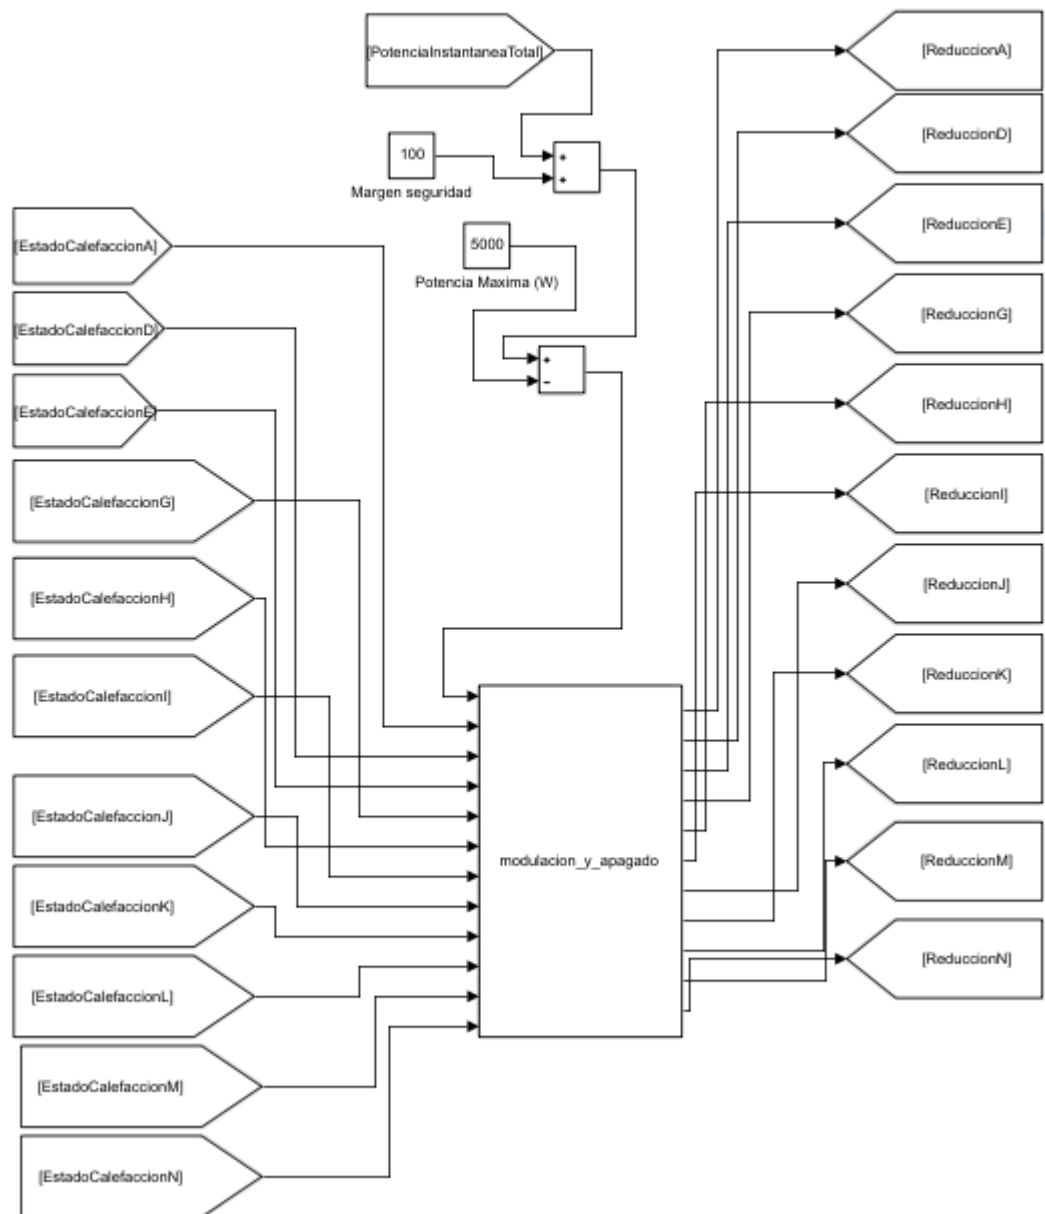 [PotenciaInstantaneaTotal]
100
Margen seguridad
5000
Potencia Maxima (W)
[EstadoCalefaccionA]
[EstadoCalefaccionD]
[EstadoCalefaccionE]
[EstadoCalefaccionG]
[EstadoCalefaccionH]
[EstadoCalefaccionI]
[EstadoCalefaccionJ]
[EstadoCalefaccionK]
[EstadoCalefaccionL]
[EstadoCalefaccionM]
[EstadoCalefaccionN]
+
+
+
-
modulacion_y_apagado
[ReduccionA]
[ReduccionD]
[ReduccionE]
[ReduccionG]
[ReduccionH]
[ReduccionI]
[ReduccionJ]
[ReduccionK]
[ReduccionL]
[ReduccionM]
[ReduccionN]